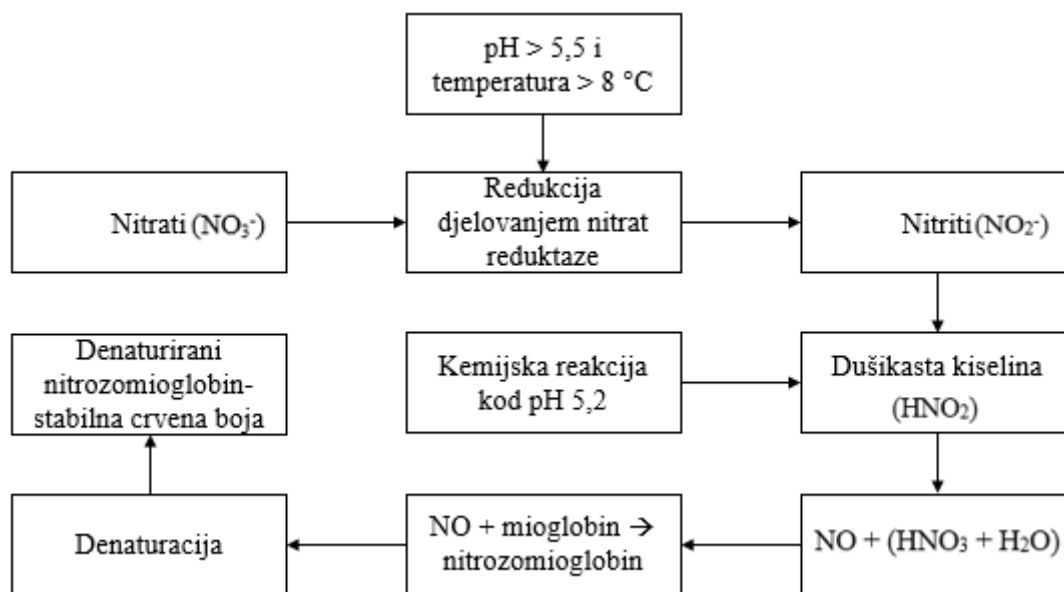 pH > 5,5 i
temperatura > 8 °C
Nitrati (NO₃⁻)
Redukcija
djelovanjem nitrat
reduktaze
Nitriti (NO₂⁻)
Denaturirani
nitrozomioglobin-
stabilna crvena boja
Kemijska reakcija
kod pH 5,2
Dušikasta kiselina
(HNO₂)
Denaturacija
NO + mioglobin →
nitrozomioglobin
NO + (HNO₃ + H₂O)